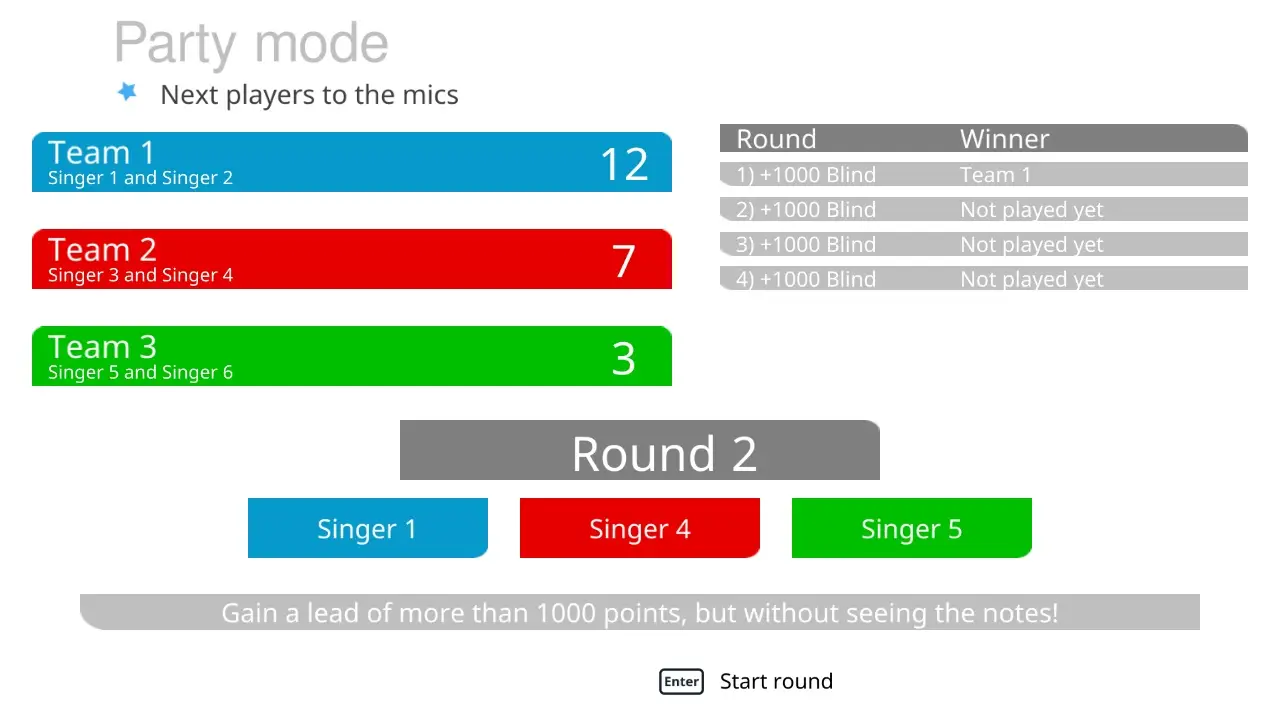 Party mode
Next players to the mics
Team 1
Singer 1 and Singer 2
12
Team 2
Singer 3 and Singer 4
7
Team 3
Singer 5 and Singer 6
3
Round Winner
1) +1000 Blind Team 1
2) +1000 Blind Not played yet
3) +1000 Blind Not played yet
4) +1000 Blind Not played yet
Round 2
Singer 1 Singer 4 Singer 5
Gain a lead of more than 1000 points, but without seeing the notes!
Enter Start round